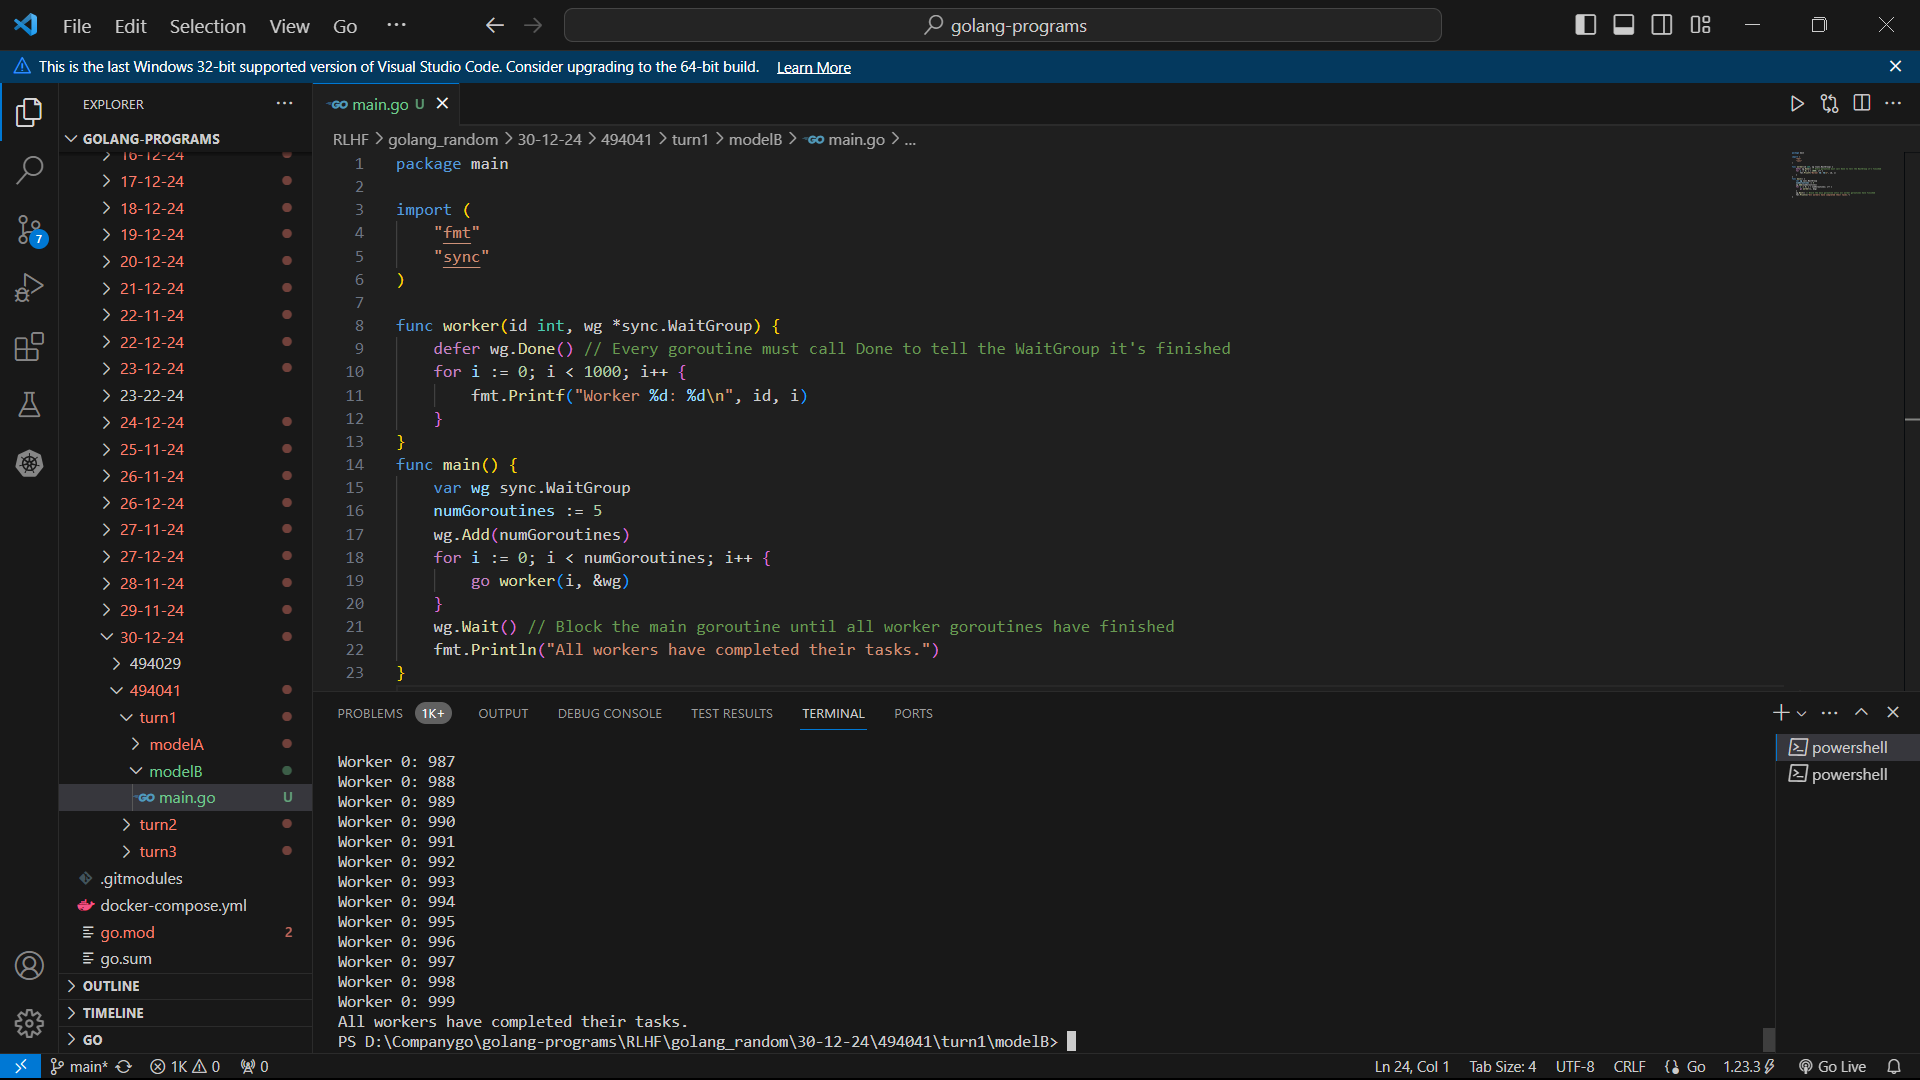 File Edit Selection View Go ···
golang-programs
This is the last Windows 32-bit supported version of Visual Studio Code. Consider upgrading to the 64-bit build. Learn More
EXPLORER
GOLANG-PROGRAMS
16-12-24
17-12-24
18-12-24
19-12-24
20-12-24
21-12-24
22-11-24
22-12-24
23-12-24
23-22-24
24-12-24
25-11-24
26-11-24
26-12-24
27-11-24
27-12-24
28-11-24
29-11-24
30-12-24
494029
494041
turn1
modelA
modelB
main.go U
turn2
turn3
.gitmodules
docker-compose.yml
go.mod 2
go.sum
OUTLINE
TIMELINE
GO
7
main.go U
RLHF > golang_random > 30-12-24 > 494041 > turn1 > modelB > main.go > ...
1 package main
2
3 import (
4 "fmt"
5 "sync"
6 )
7
8 func worker(id int, wg *sync.WaitGroup) {
9 defer wg.Done() // Every goroutine must call Done to tell the WaitGroup it's finished
10 for i := 0; i < 1000; i++ {
11 fmt.Printf("Worker %d: %d\n", id, i)
12 }
13 }
14 func main() {
15 var wg sync.WaitGroup
16 numGoroutines := 5
17 wg.Add(numGoroutines)
18 for i := 0; i < numGoroutines; i++ {
19 go worker(i, &wg)
20 }
21 wg.Wait() // Block the main goroutine until all worker goroutines have finished
22 fmt.Println("All workers have completed their tasks.")
23 }
PROBLEMS 1K+ OUTPUT DEBUG CONSOLE TEST RESULTS TERMINAL PORTS
Worker 0: 987
Worker 0: 988
Worker 0: 989
Worker 0: 990
Worker 0: 991
Worker 0: 992
Worker 0: 993
Worker 0: 994
Worker 0: 995
Worker 0: 996
Worker 0: 997
Worker 0: 998
Worker 0: 999
All workers have completed their tasks.
PS D:\Companygo\golang-programs\RLHF\golang_random\30-12-24\494041\turn1\modelB>
powershell
powershell
main* 1K 0 0 Ln 24, Col 1 Tab Size: 4 UTF-8 CRLF Go 1.23.3 Go Live